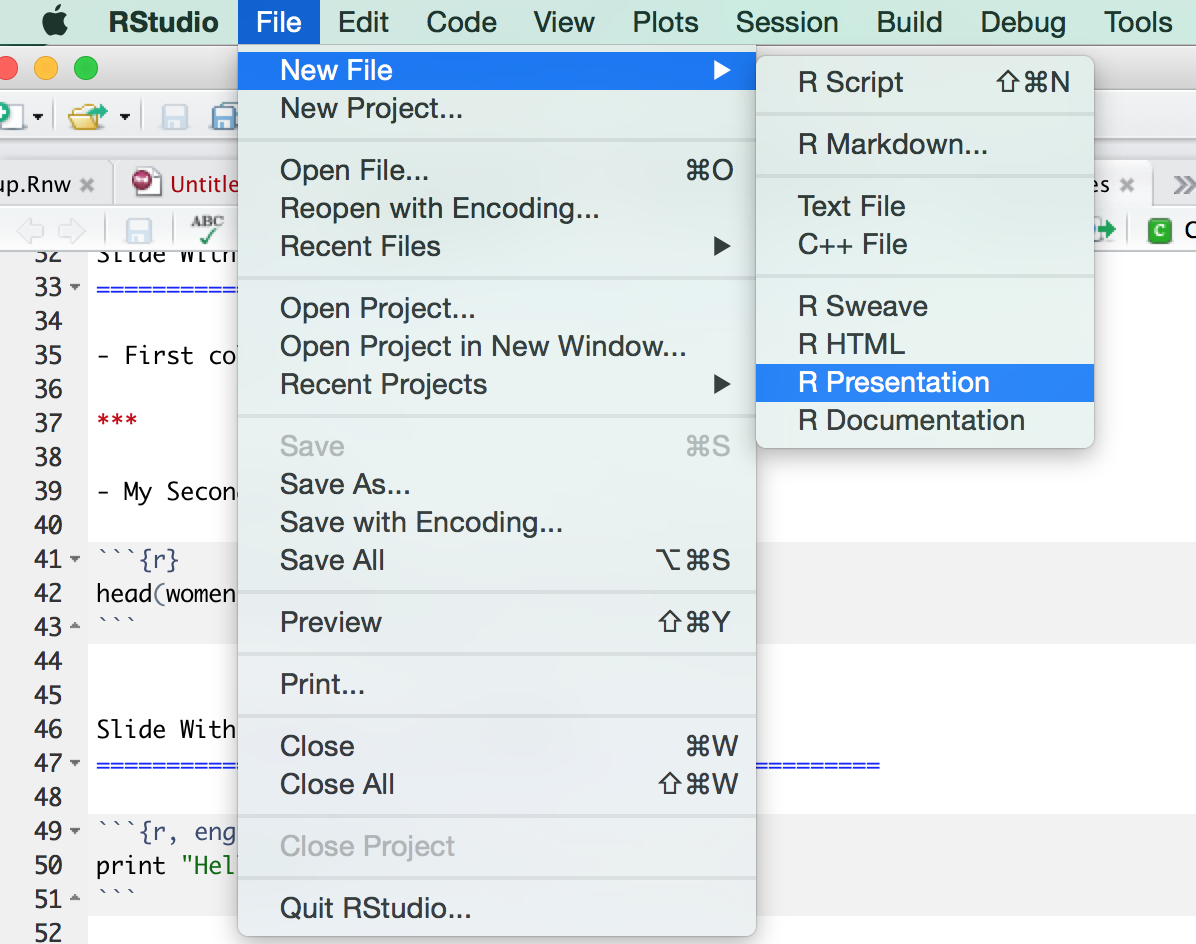 RStudio File Edit Code View Plots Session Build Debug Tools
New File
New Project...
Open File... ⌘O
Reopen with Encoding...
Recent Files
Open Project...
Open Project in New Window...
Recent Projects
Save ⌘S
Save As...
Save with Encoding...
Save All ⌥⌘S
Preview ⇧⌘Y
Print...
Close ⌘W
Close All ⇧⌘W
Close Project
Quit RStudio...
R Script ⇧⌘N
R Markdown...
Text File
C++ File
R Sweave
R HTML
R Presentation
R Documentation
up.Rnw Untitle es
ABC C C
32 Slide With
33 ===========
34
35 - First co
36
37 ***
38
39 - My Secon
40
41 ```{r}
42 head(women
43 ```
44
45
46 Slide With
47 ========== =========
48
49 ```{r, eng
50 print "Hel
51 ```
52